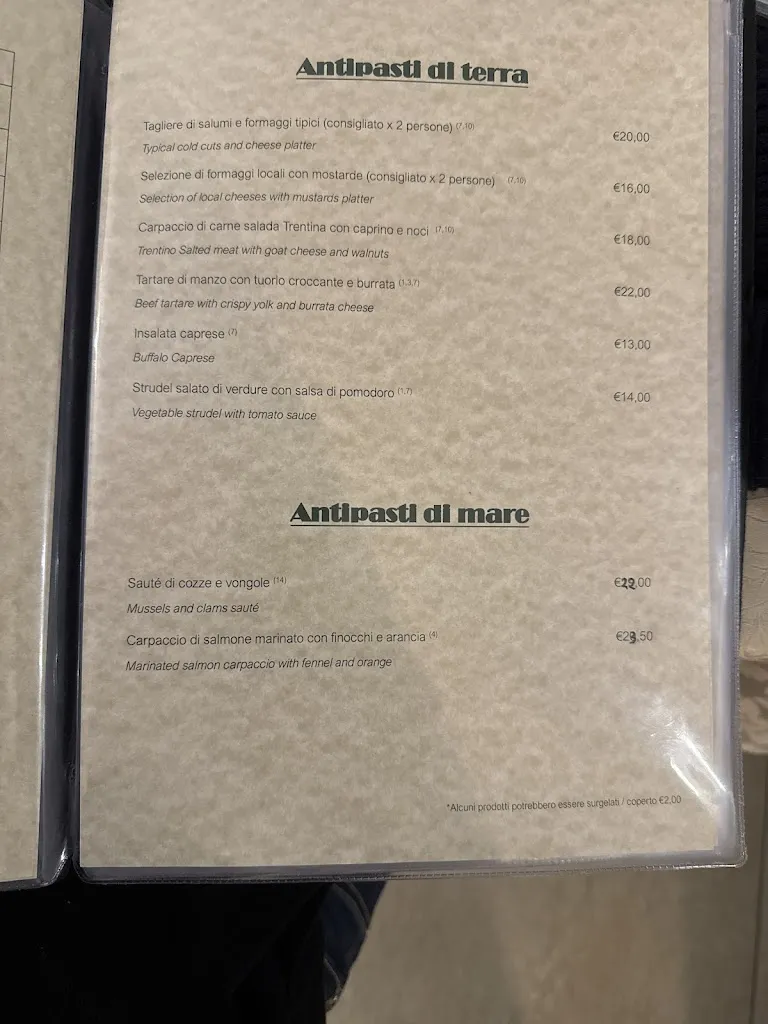 Antipasti di terra
Tagliere di salumi e formaggi tipici (consigliato x 2 persone) (7,10) €20,00
Typical cold cuts and cheese platter
Selezione di formaggi locali con mostarde (consigliato x 2 persone) (7,10) €16,00
Selection of local cheeses with mustards platter
Carpaccio di carne salada Trentina con caprino e noci (7,10) €18,00
Trentino Salted meat with goat cheese and walnuts
Tartare di manzo con tuorlo croccante e burrata (1,3,7) €22,00
Beef tartare with crispy yolk and burrata cheese
Insalata caprese (7) €13,00
Buffalo Caprese
Strudel salato di verdure con salsa di pomodoro (1,7) €14,00
Vegetable strudel with tomato sauce
Antipasti di mare
Sauté di cozze e vongole (14)
Mussels and clams sauté
Carpaccio di salmone marinato con finocchi e arancia (4)
Marinated salmon carpaccio with fennel and orange
*Alcuni prodotti potrebbero essere surgelati / coperto €2,00